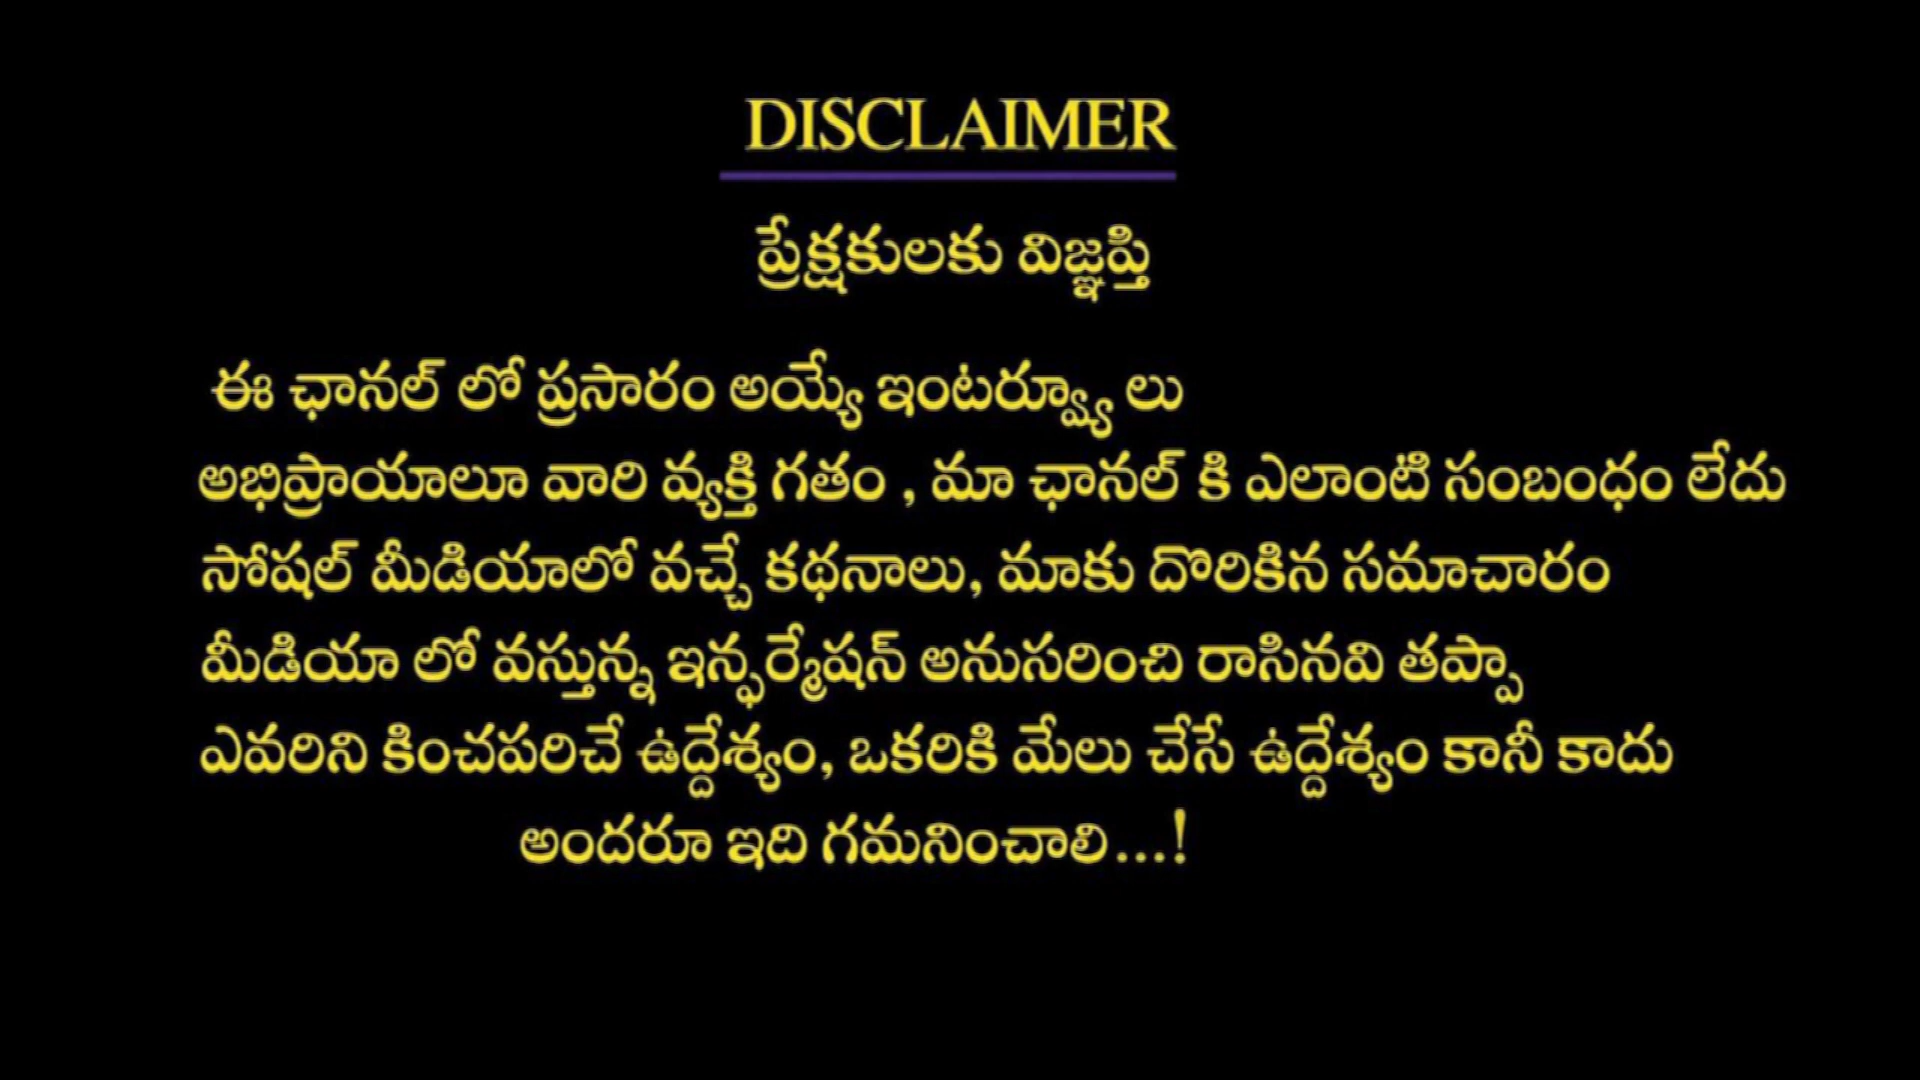 DISCLAIMER
ప్రేక్షకులకు విజ్ఞప్తి
ఈ ఛానల్ లో ప్రసారం అయ్యే ఇంటర్వ్యూ లు
అభిప్రాయాలూ వారి వ్యక్తి గతం , మా ఛానల్ కి ఎలాంటి సంబంధం లేదు
సోషల్ మీడియాలో వచ్చే కథనాలు, మాకు దొరికిన సమాచారం
మీడియా లో వస్తున్న ఇన్ఫర్మేషన్ అనుసరించి రాసినవి తప్పా
ఎవరిని కించపరిచే ఉద్దేశ్యం, ఒకరికి మేలు చేసే ఉద్దేశ్యం కానీ కాదు
అందరూ ఇది గమనించాలి...!